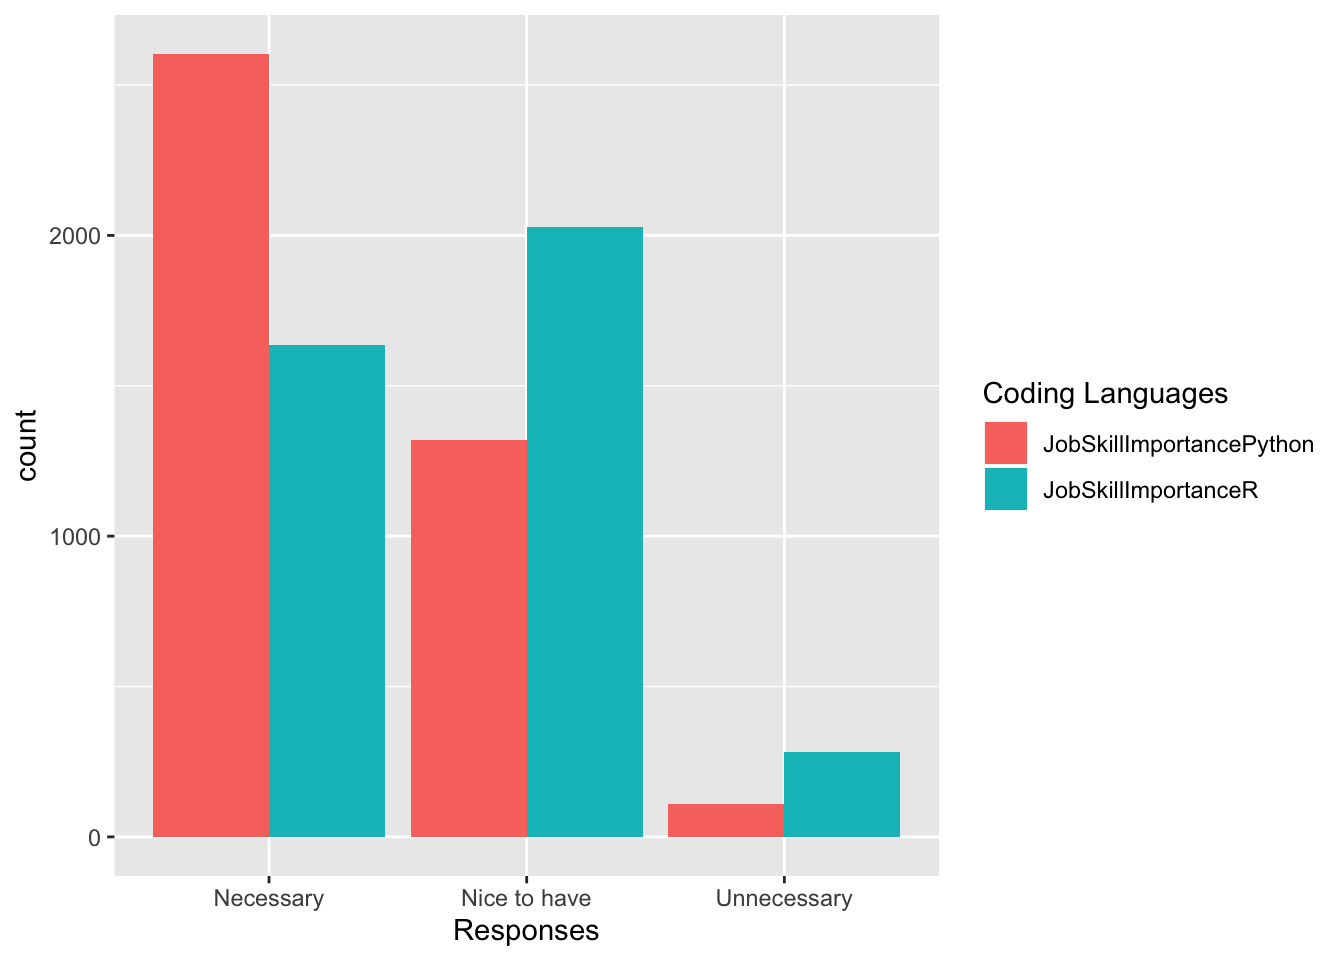 count
2000
1000
0
Necessary
Nice to have
Unnecessary
Responses
Coding Languages
JobSkillImportancePython
JobSkillImportanceR